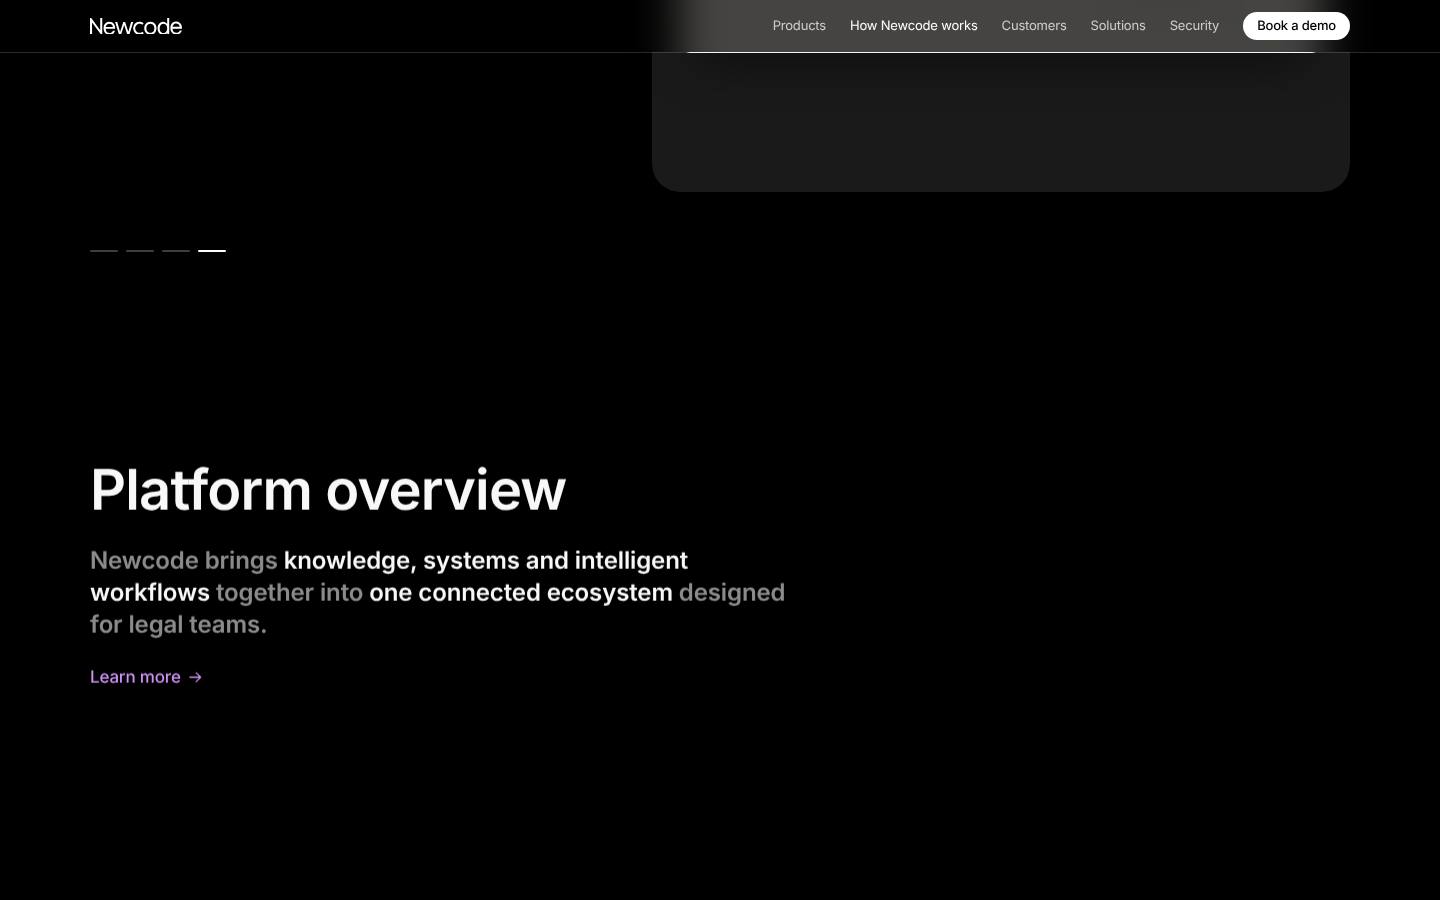 Newcode
Products
How Newcode works
Customers
Solutions
Security
Book a demo
Platform overview
Newcode brings knowledge, systems and intelligent
workflows together into one connected ecosystem designed
for legal teams.
Learn more →